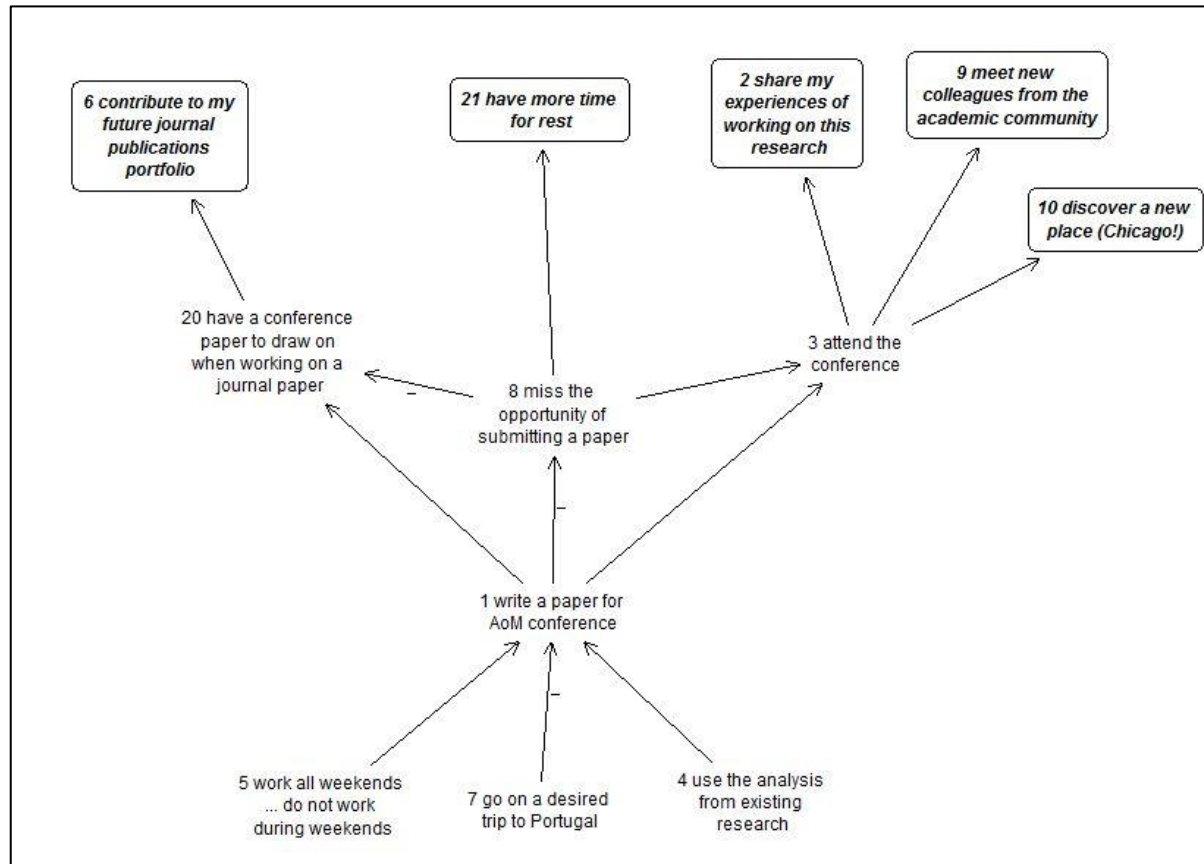 6 contribute to my
future journal
publications
portfolio
21 have more time
for rest
2 share my
experiences of
working on this
research
9 meet new
colleagues from the
academic community
10 discover a new
place (Chicago!)
20 have a conference
paper to draw on
when working on a
journal paper
8 miss the
opportunity of
submitting a paper
3 attend the
conference
–
–
1 write a paper for
AoM conference
–
5 work all weekends
... do not work
during weekends
7 go on a desired
trip to Portugal
4 use the analysis
from existing
research